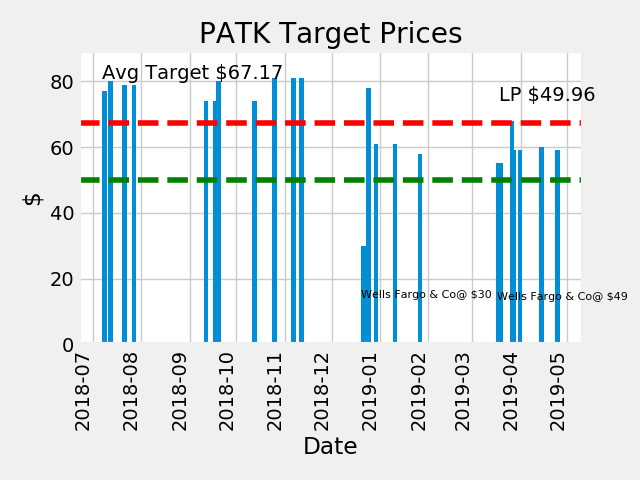 PATK Target Prices
Avg Target $67.17
LP $49.96
80
60
40
20
0
$
Wells Fargo & Co@ $30
Wells Fargo & Co@ $49
2018-07
2018-08
2018-09
2018-10
2018-11
2018-12
2019-01
2019-02
2019-03
2019-04
2019-05
Date